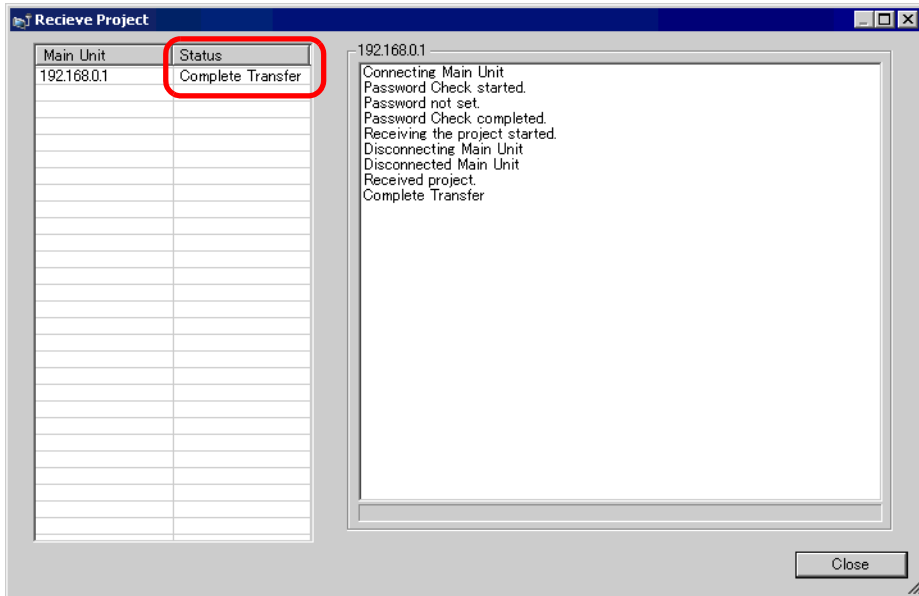 Recieve Project
Main Unit Status
192.168.0.1 Complete Transfer
192.168.0.1
Connecting Main Unit
Password Check started.
Password not set.
Password Check completed.
Receiving the project started.
Disconnecting Main Unit
Disconnected Main Unit
Received project.
Complete Transfer
Close